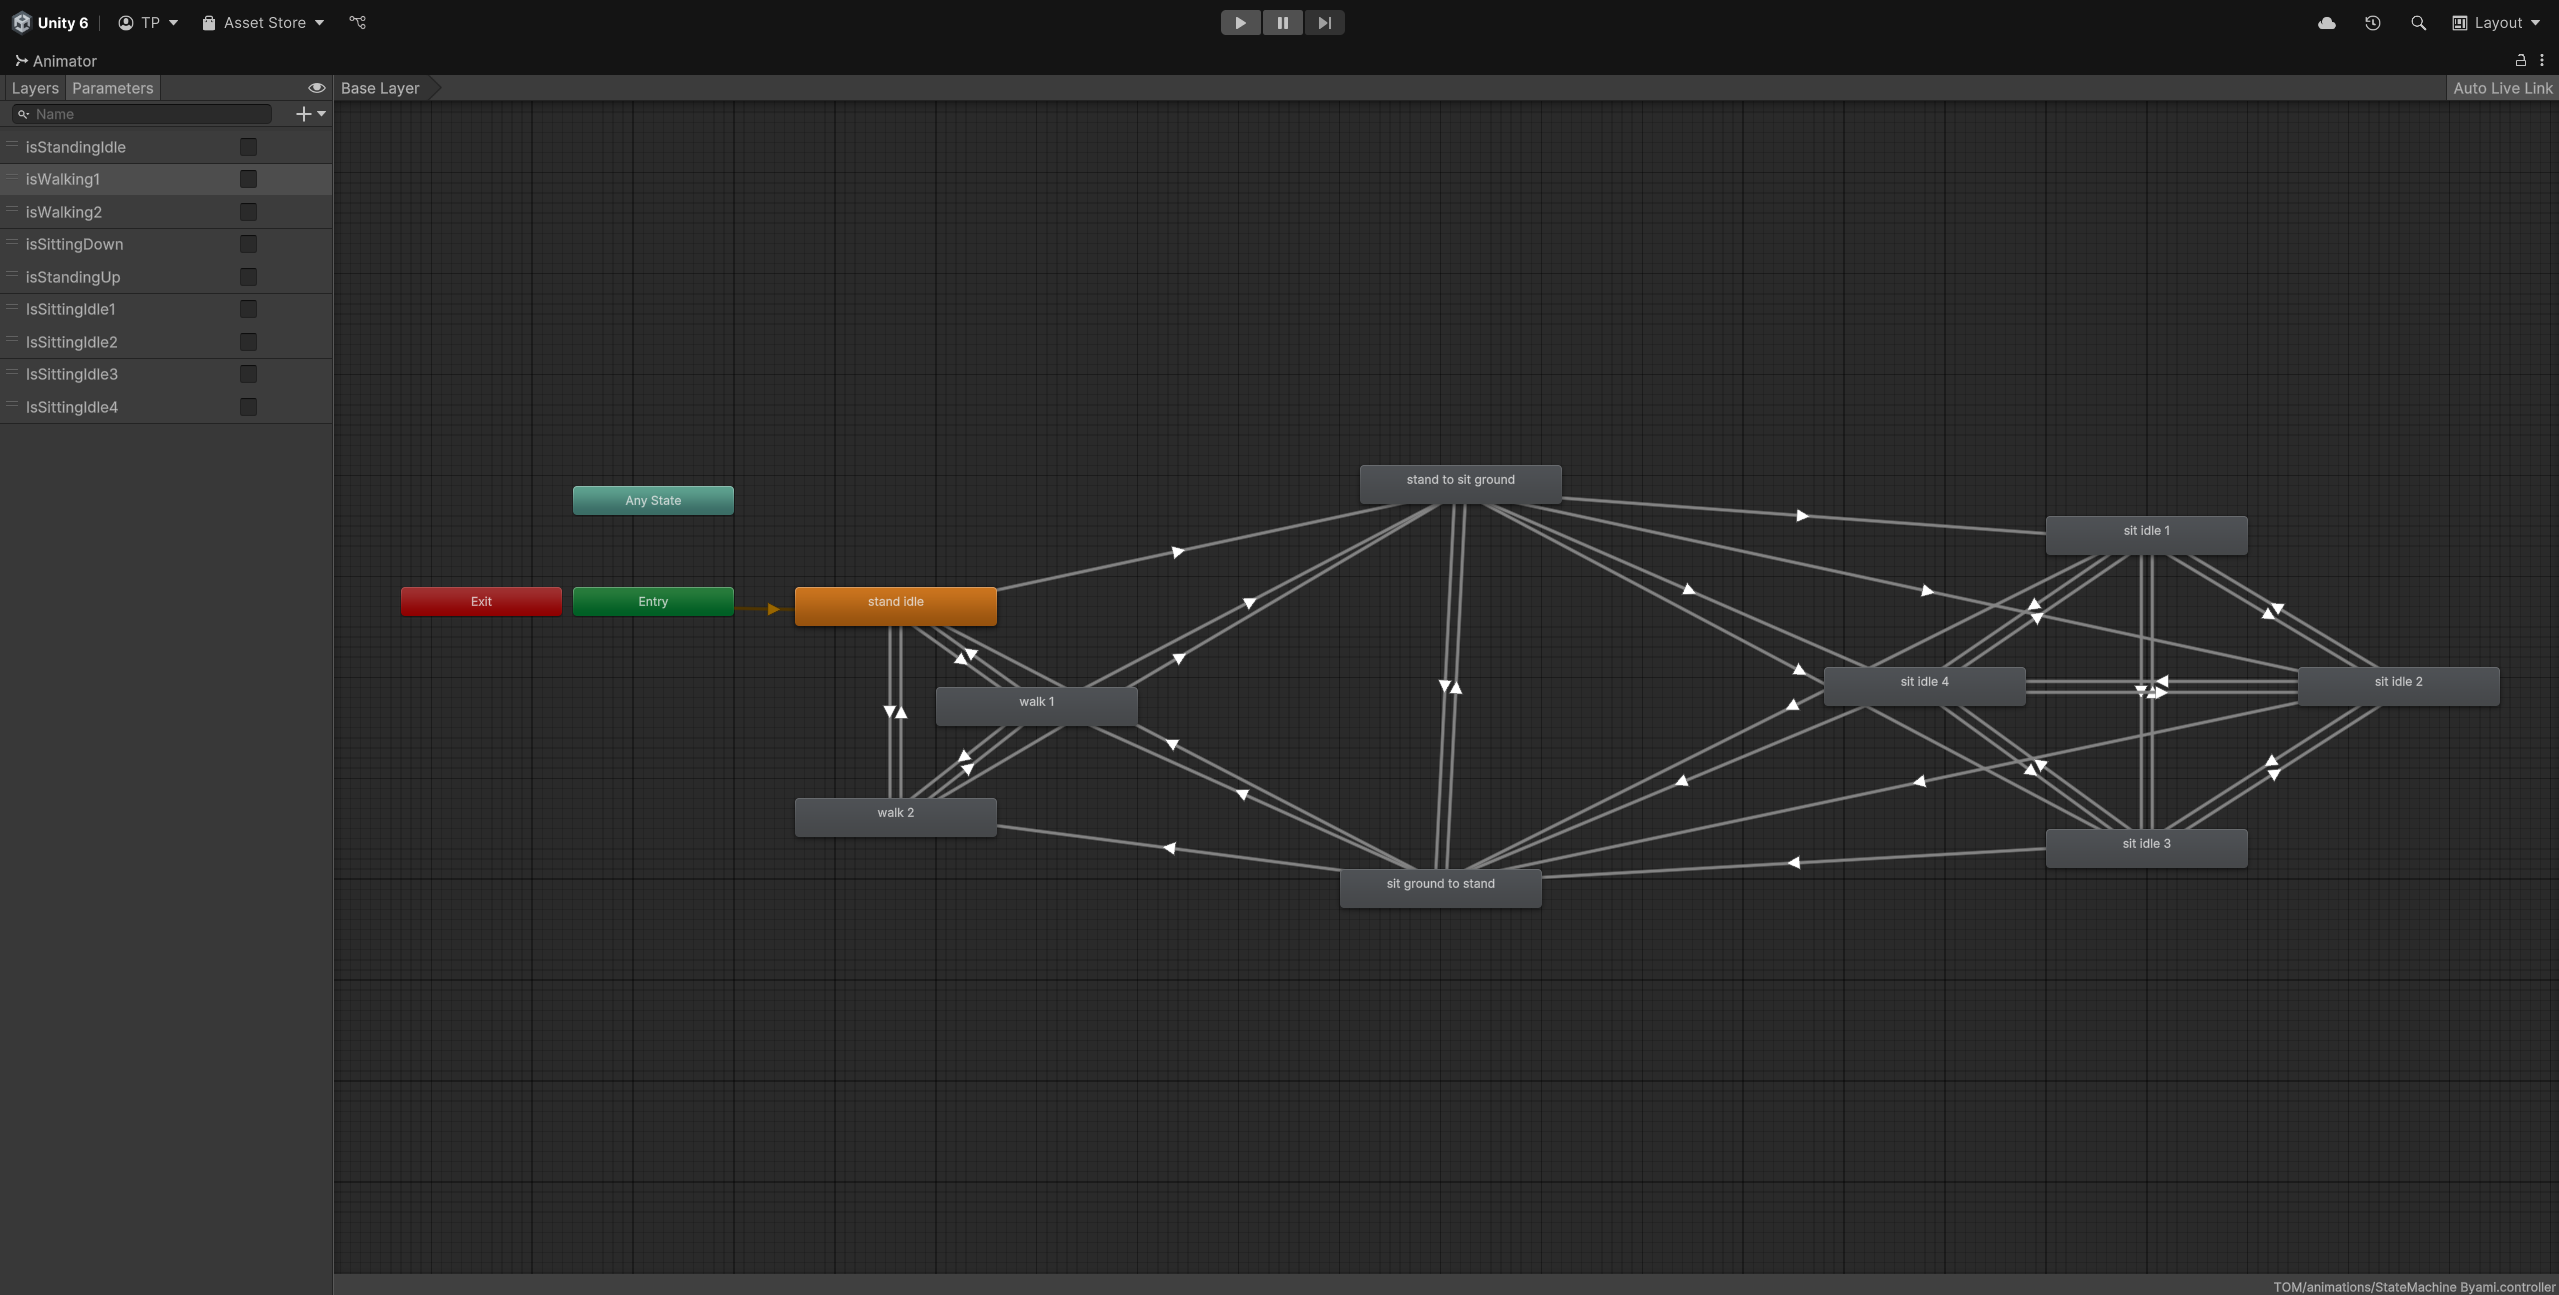 Unity 6 TP Asset Store Layout
Animator
Layers Parameters Base Layer Auto Live Link
Name
isStandingIdle
isWalking1
isWalking2
isSittingDown
isStandingUp
IsSittingIdle1
IsSittingIdle2
IsSittingIdle3
IsSittingIdle4
stand to sit ground
Any State
sit idle 1
Exit Entry stand idle
sit idle 4 sit idle 2
walk 1
walk 2
sit idle 3
sit ground to stand
TOM/animations/StateMachine Byami.controller